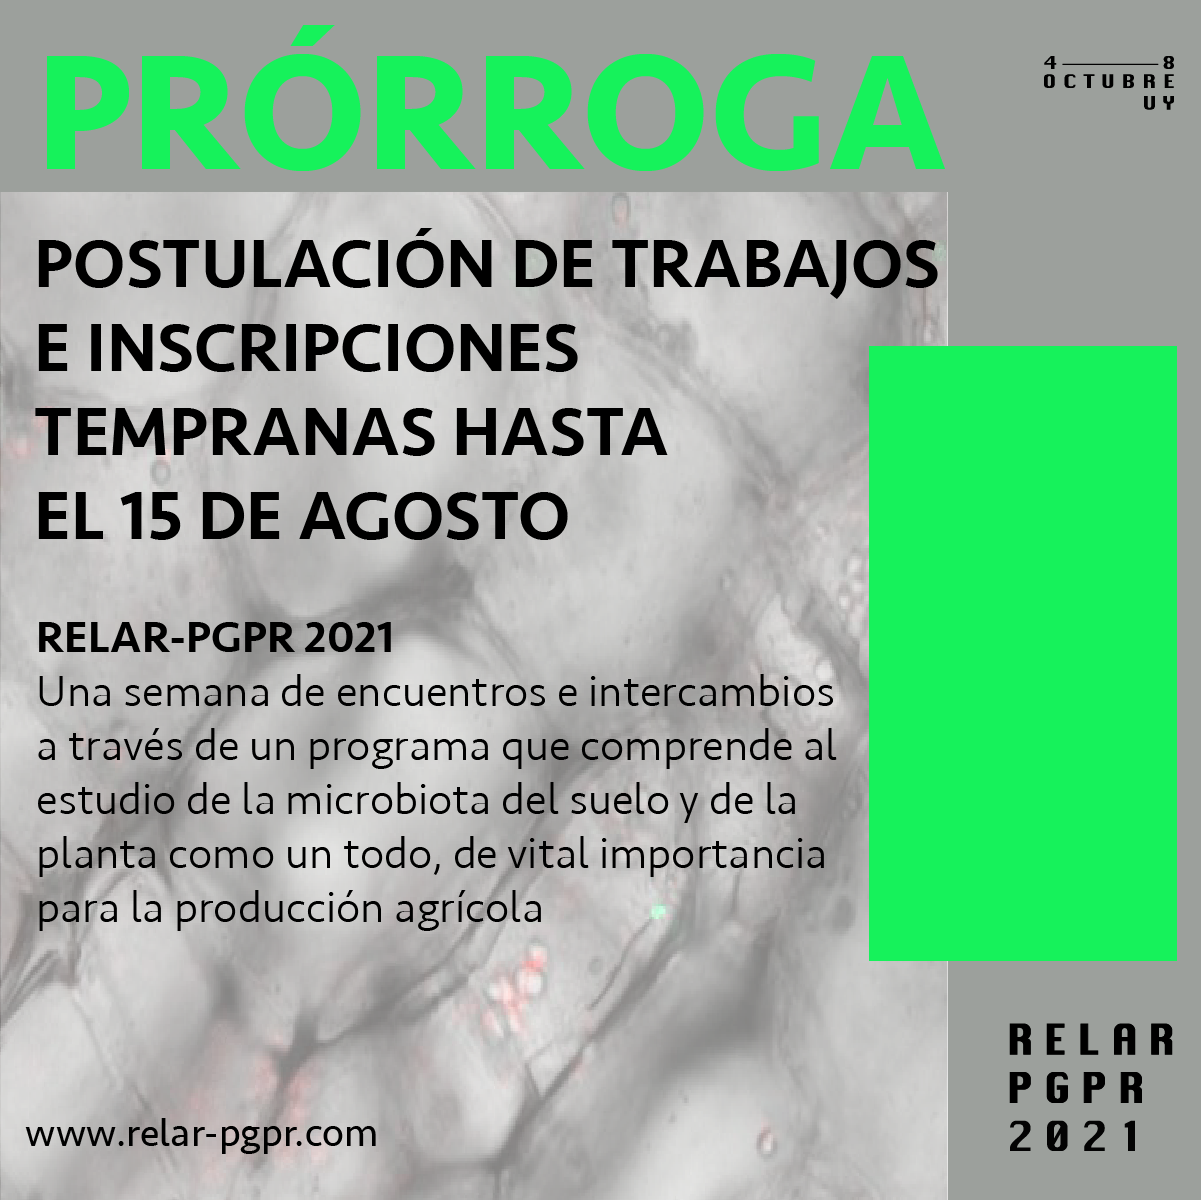 PRÓRROGA
4 8
OCTUBRE
UY
POSTULACIÓN DE TRABAJOS
E INSCRIPCIONES
TEMPRANAS HASTA
EL 15 DE AGOSTO
RELAR-PGPR 2021
Una semana de encuentros e intercambios
a través de un programa que comprende al
estudio de la microbiota del suelo y de la
planta como un todo, de vital importancia
para la producción agrícola
www.relar-pgpr.com
RELAR
PGPR
2021